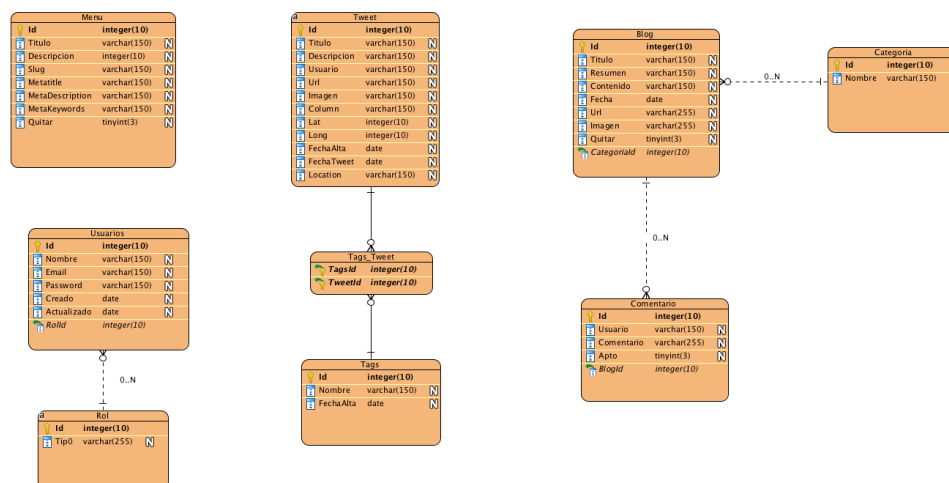 Menu
Id integer(10)
Titulo varchar(150) N
Descripcion integer(10) N
Slug varchar(150) N
Metatitle varchar(150) N
MetaDescription varchar(150) N
MetaKeywords varchar(150) N
Quitar tinyint(3) N
a Tweet
Id integer(10)
Titulo varchar(150) N
Descripcion varchar(150) N
Usuario varchar(150) N
Url varchar(150) N
Imagen varchar(150) N
Column varchar(150) N
Lat integer(10) N
Long integer(10) N
FechaAlta date N
FechaTweet date N
Location varchar(150) N
Blog
Id integer(10)
Titulo varchar(150) N
Resumen varchar(150) N
Contenido varchar(150) N
Fecha date N
Url varchar(255) N
Imagen varchar(255) N
Quitar tinyint(3) N
CategoriaId integer(10)
0..N
Categoria
Id integer(10)
Nombre varchar(150) N
Usuarios
Id integer(10)
Nombre varchar(150) N
Email varchar(150) N
Password varchar(150) N
Creado date N
Actualizado date N
RolId integer(10)
0..N
a Rol
Id integer(10)
Tip0 varchar(255) N
Tags_Tweet
TagsId integer(10)
TweetId integer(10)
Tags
Id integer(10)
Nombre varchar(150) N
FechaAlta date N
0..N
Comentario
Id integer(10)
Usuario varchar(150) N
Comentario varchar(255) N
Apto tinyint(3) N
BlogId integer(10)